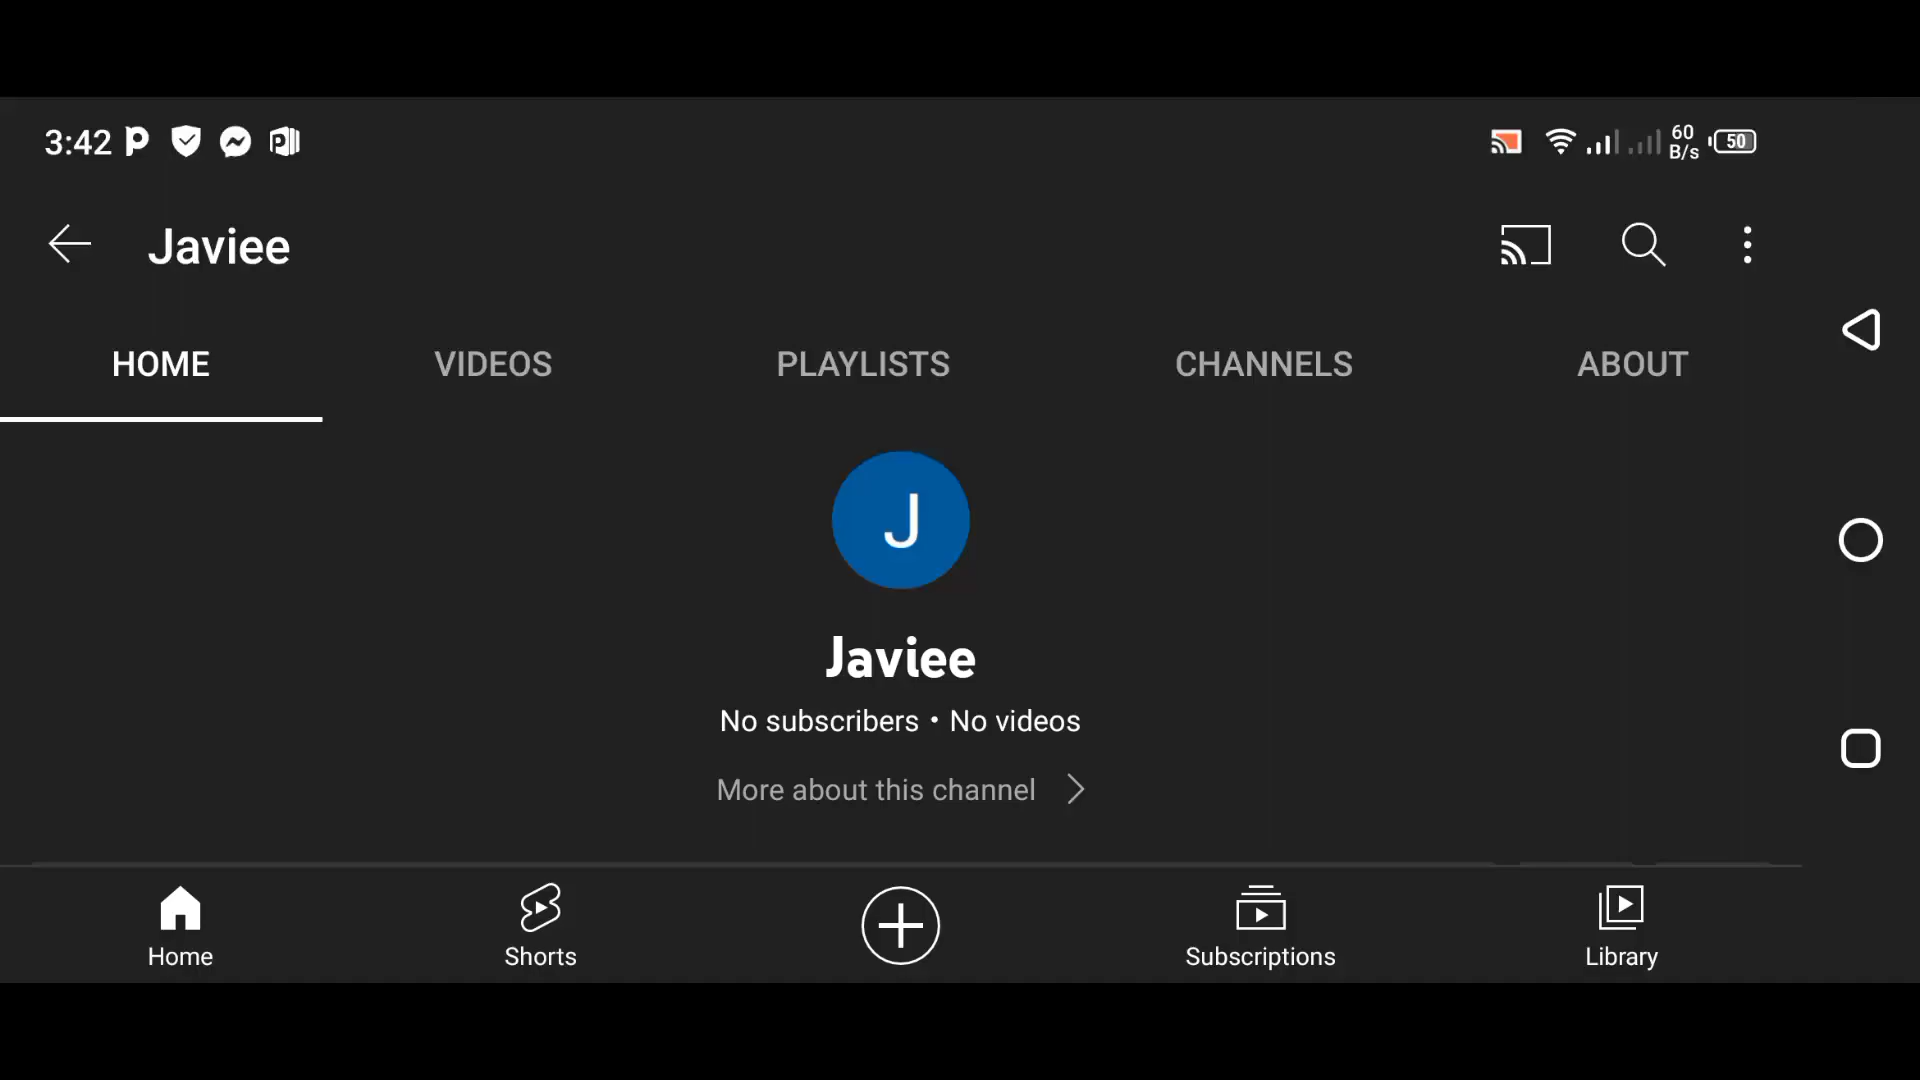 3:42 60 B/s 50
Javiee
HOME VIDEOS PLAYLISTS CHANNELS ABOUT
J
Javiee
No subscribers • No videos
More about this channel
Home Shorts Subscriptions Library